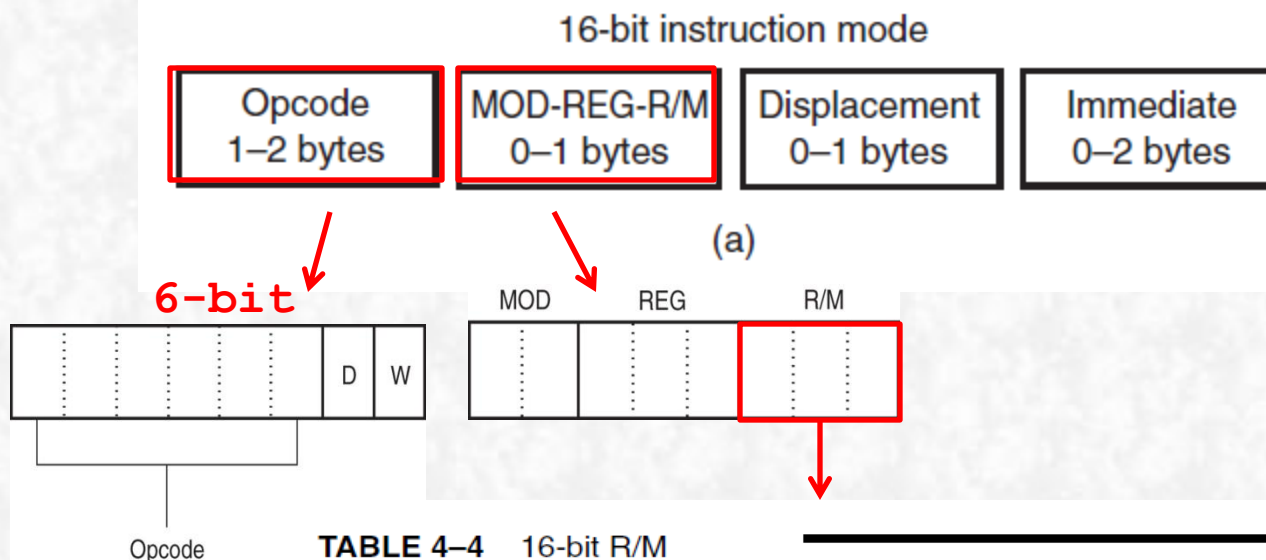 16-bit instruction mode
Opcode MOD-REG-R/M Displacement Immediate
1–2 bytes 0–1 bytes 0–1 bytes 0–2 bytes
(a)
6-bit
MOD REG R/M
D W
Opcode
TABLE 4–4 16-bit R/M